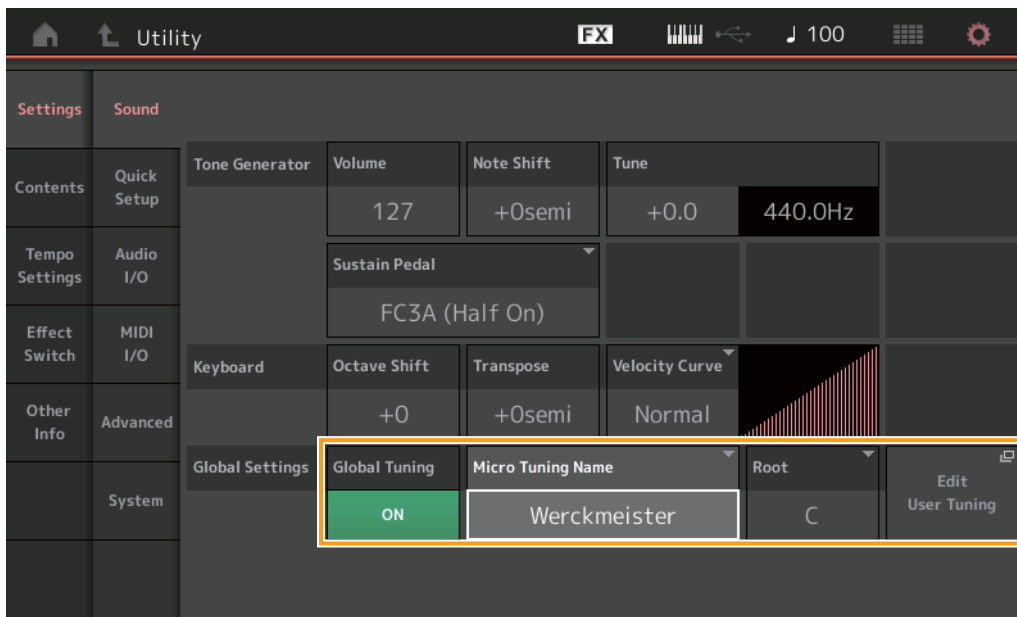 Utility
FX
♩ 100
Settings
Sound
Contents
Quick
Setup
Tone Generator
Volume
Note Shift
Tune
127
+0semi
+0.0
440.0Hz
Tempo
Settings
Audio
I/O
Sustain Pedal
FC3A (Half On)
Effect
Switch
MIDI
I/O
Keyboard
Octave Shift
Transpose
Velocity Curve
+0
+0semi
Normal
Other
Info
Advanced
Global Settings
Global Tuning
Micro Tuning Name
Root
Edit
User Tuning
ON
Werckmeister
C
System